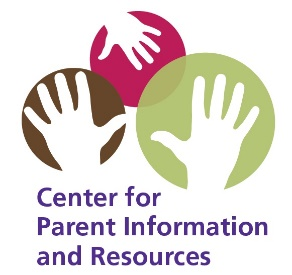 Center for
Parent Information
and Resources